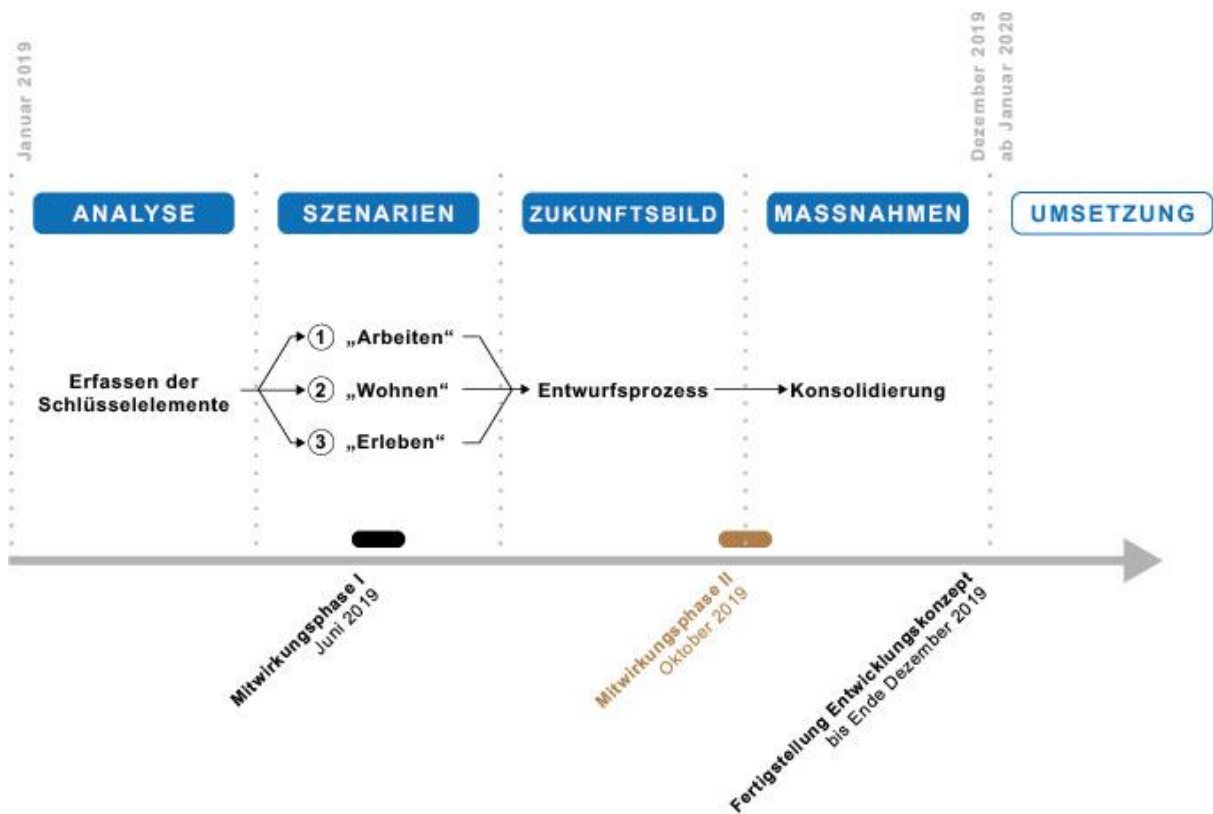 Januar 2019
Dezember 2019
ab Januar 2020
ANALYSE
SZENARIEN
ZUKUNFTSBILD
MASSNAHMEN
UMSETZUNG
Erfassen der
Schlüsselelemente
1 „Arbeiten“
2 „Wohnen“
3 „Erleben“
Entwurfsprozess
Konsolidierung
Mitwirkungsphase I
Juni 2019
Mitwirkungsphase II
Oktober 2019
Fertigstellung Entwicklungskonzept
bis Ende Dezember 2019